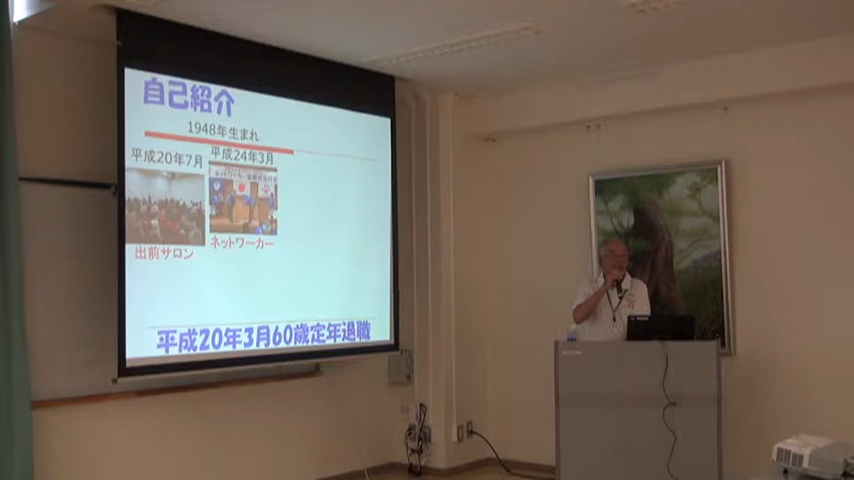 自己紹介
1948年生まれ
平成20年7月
平成24年3月
出前サロン
ネットワーカー
平成20年3月60歳定年退職